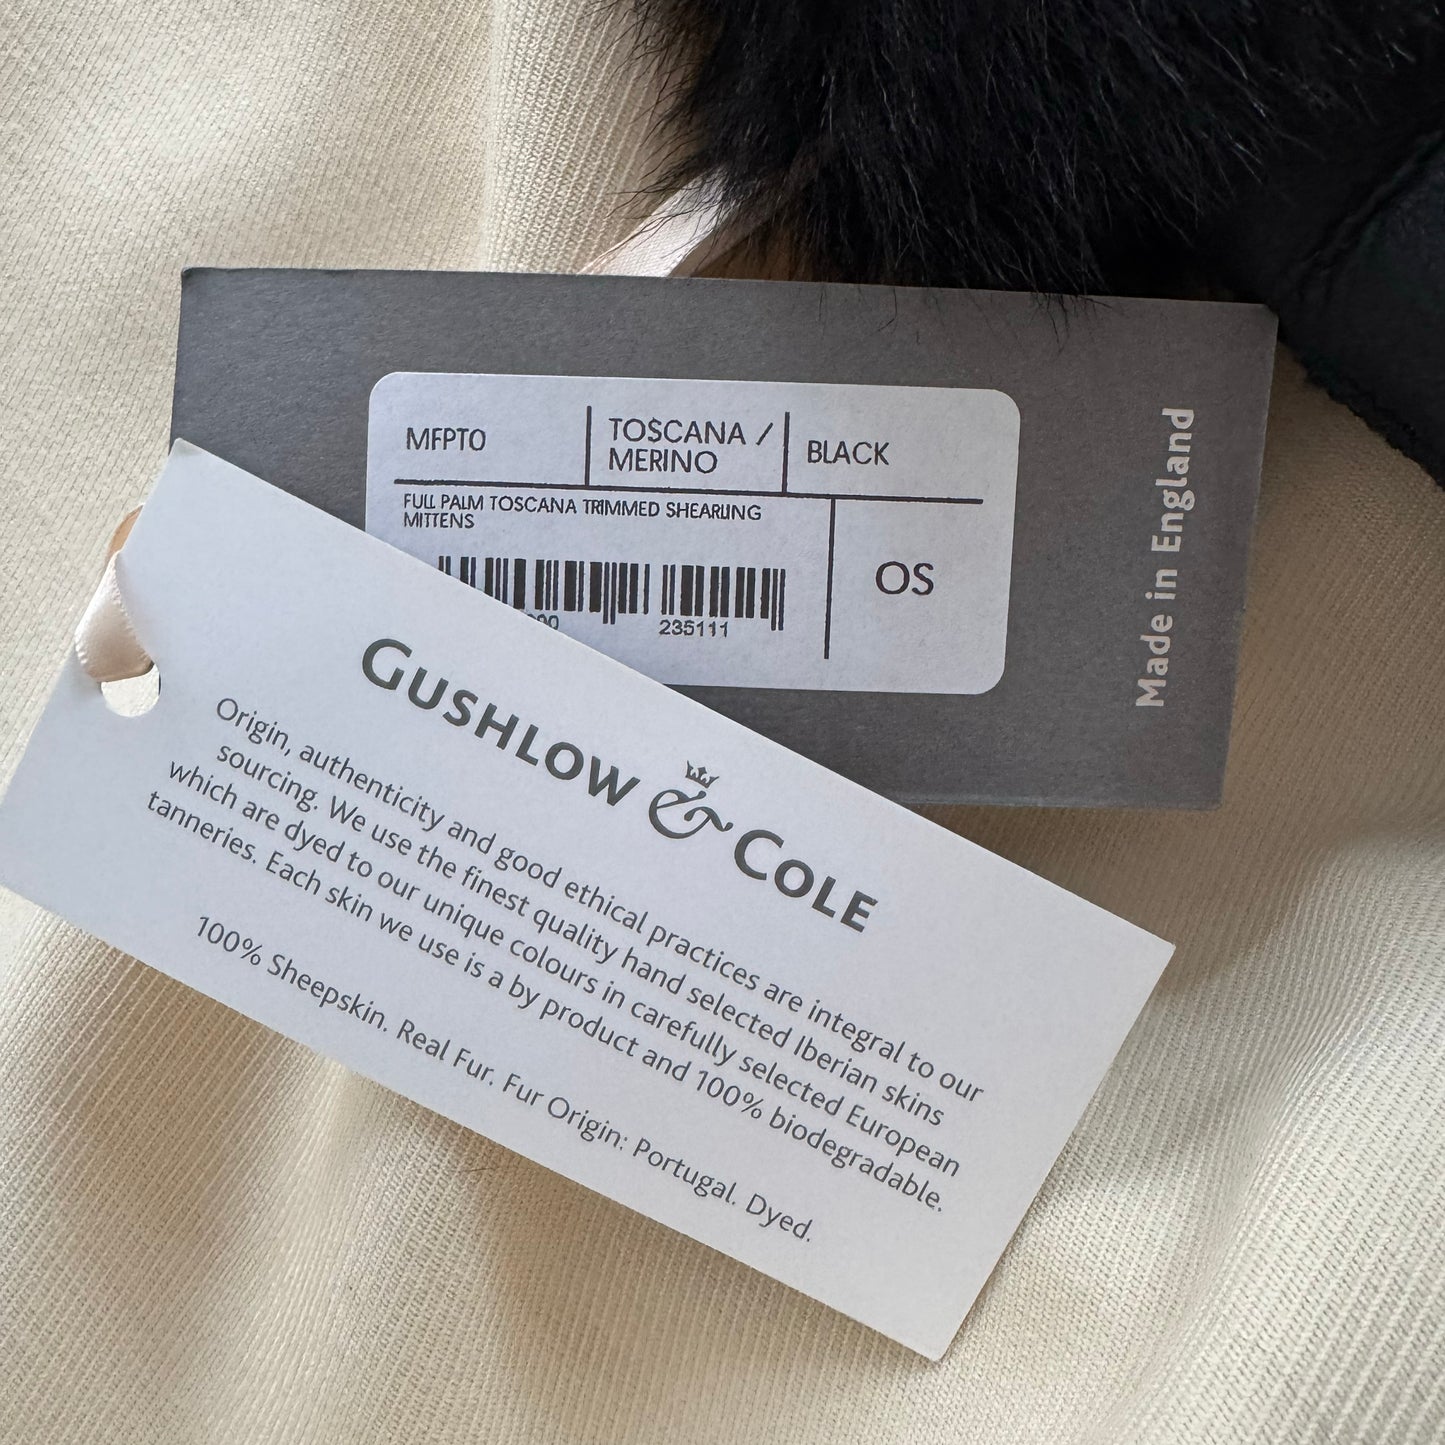 MFPTO
TOSCANA /
MERINO
BLACK
FULL PALM TOSCANA TRIMMED SHEARLING
MITTENS
235111
OS
Made in England
GUSHLOW & COLE
Origin, authenticity and good ethical practices are integral to our
sourcing. We use the finest quality hand selected Iberian skins
which are dyed to our unique colours in carefully selected European
tanneries. Each skin we use is a by product and 100% biodegradable.
100% Sheepskin. Real Fur. Fur Origin: Portugal. Dyed.